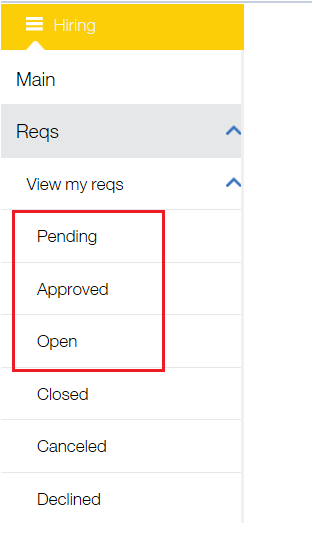 Hiring
Main
Reqs
View my reqs
Pending
Approved
Open
Closed
Canceled
Declined